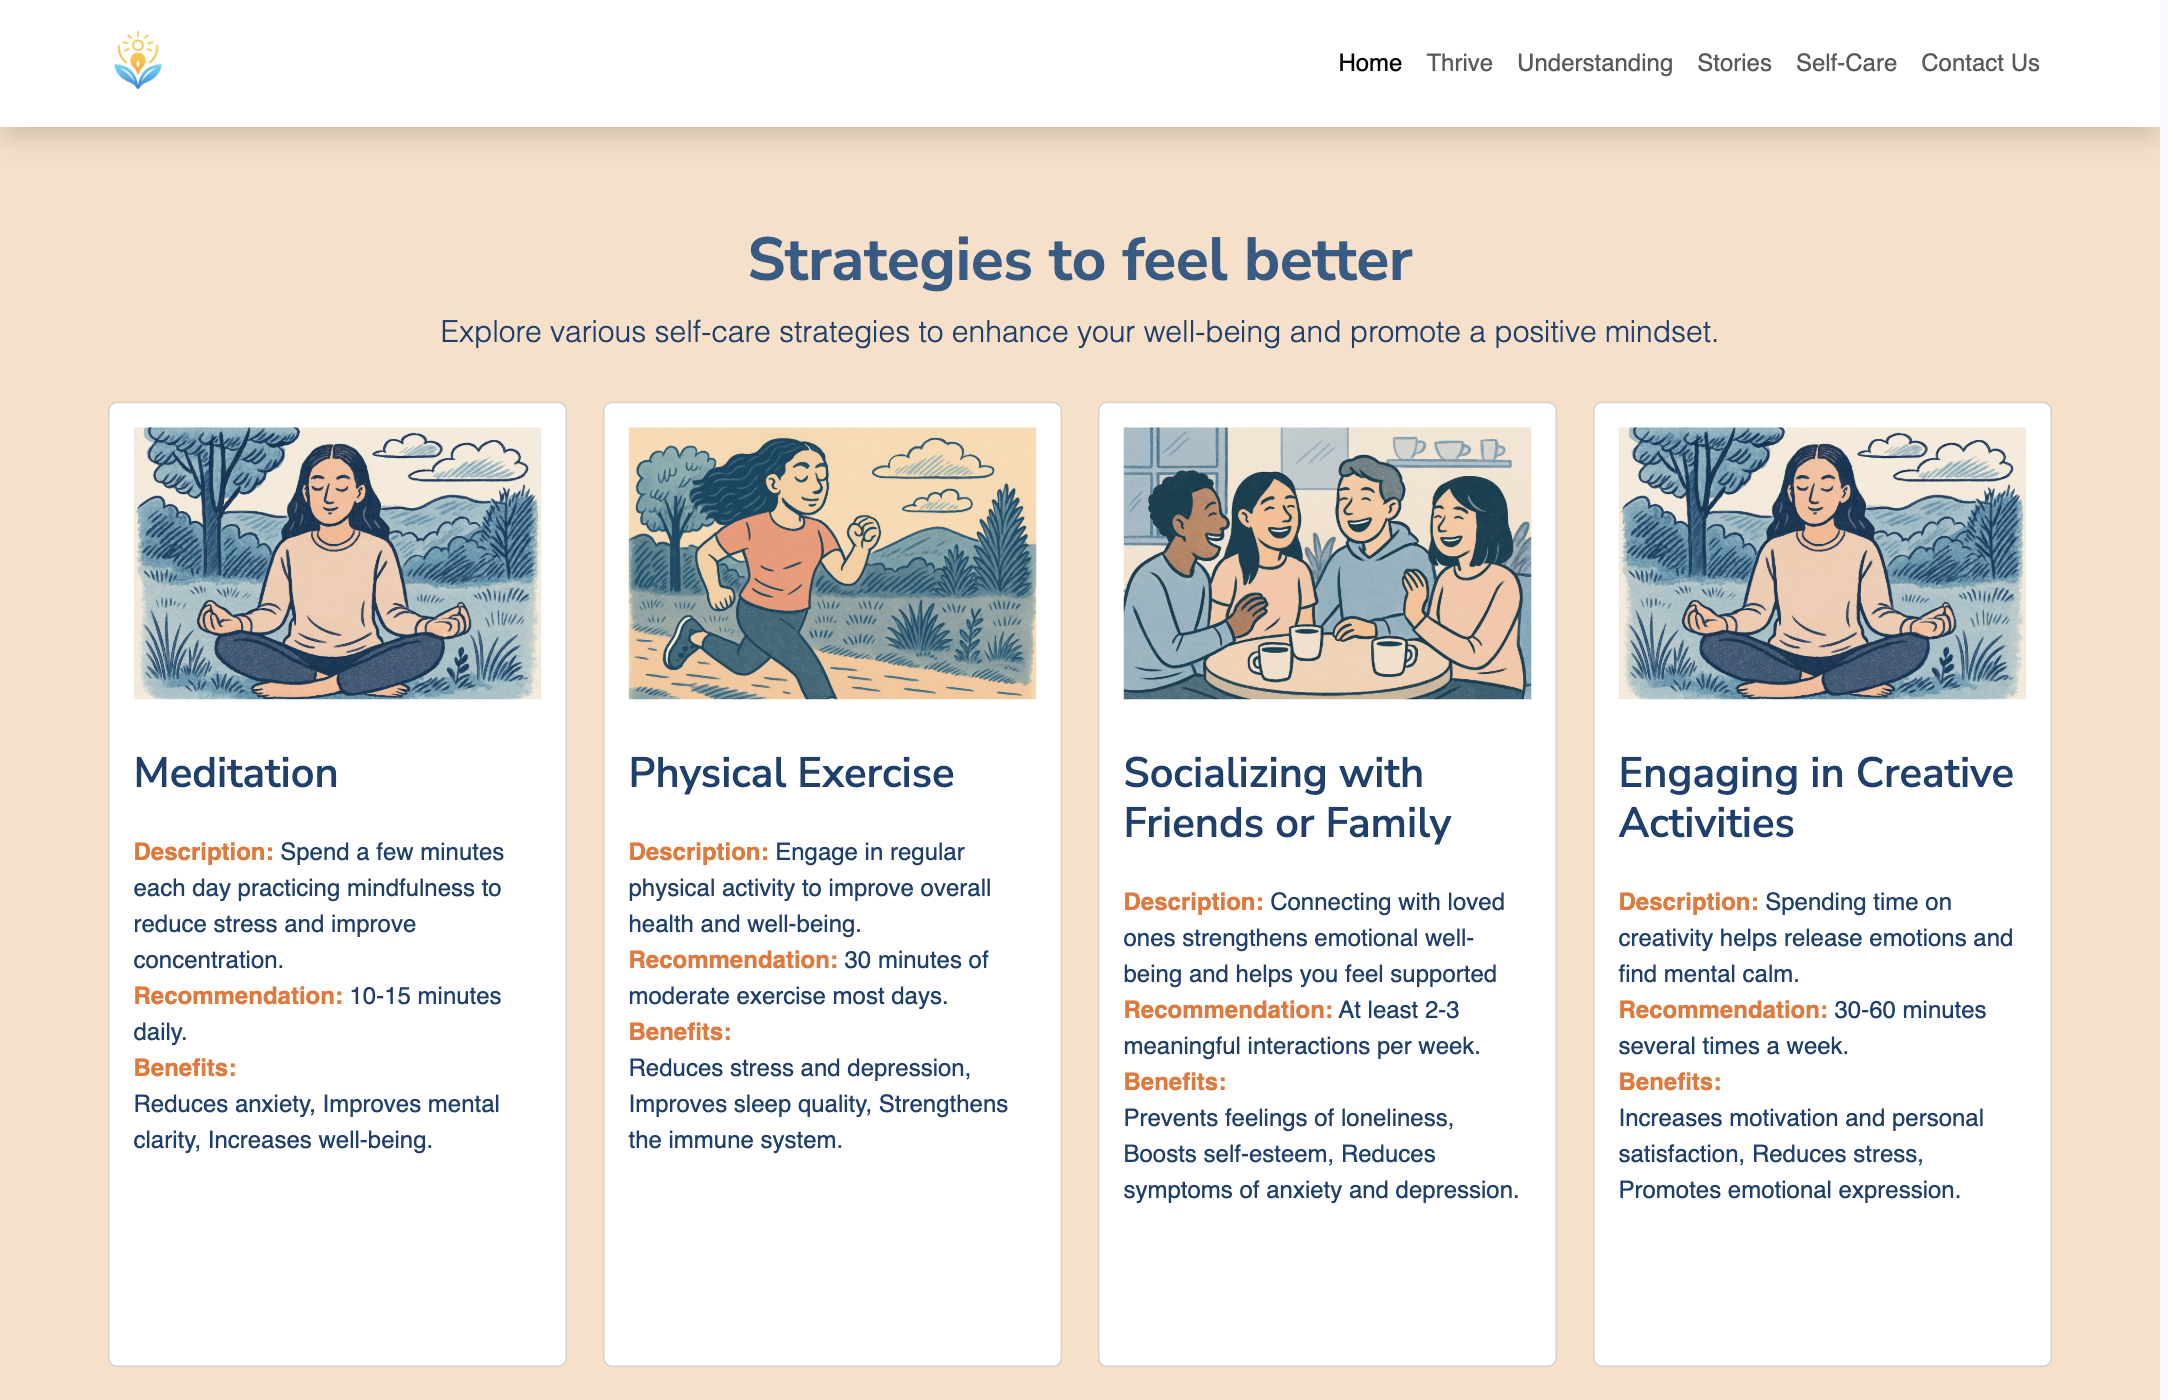 Home Thrive Understanding Stories Self-Care Contact Us
Strategies to feel better
Explore various self-care strategies to enhance your well-being and promote a positive mindset.
Meditation
Description: Spend a few minutes
each day practicing mindfulness to
reduce stress and improve
concentration.
Recommendation: 10-15 minutes
daily.
Benefits:
Reduces anxiety, Improves mental
clarity, Increases well-being.
Physical Exercise
Description: Engage in regular
physical activity to improve overall
health and well-being.
Recommendation: 30 minutes of
moderate exercise most days.
Benefits:
Reduces stress and depression,
Improves sleep quality, Strengthens
the immune system.
Socializing with
Friends or Family
Description: Connecting with loved
ones strengthens emotional well-
being and helps you feel supported
Recommendation: At least 2-3
meaningful interactions per week.
Benefits:
Prevents feelings of loneliness,
Boosts self-esteem, Reduces
symptoms of anxiety and depression.
Engaging in Creative
Activities
Description: Spending time on
creativity helps release emotions and
find mental calm.
Recommendation: 30-60 minutes
several times a week.
Benefits:
Increases motivation and personal
satisfaction, Reduces stress,
Promotes emotional expression.